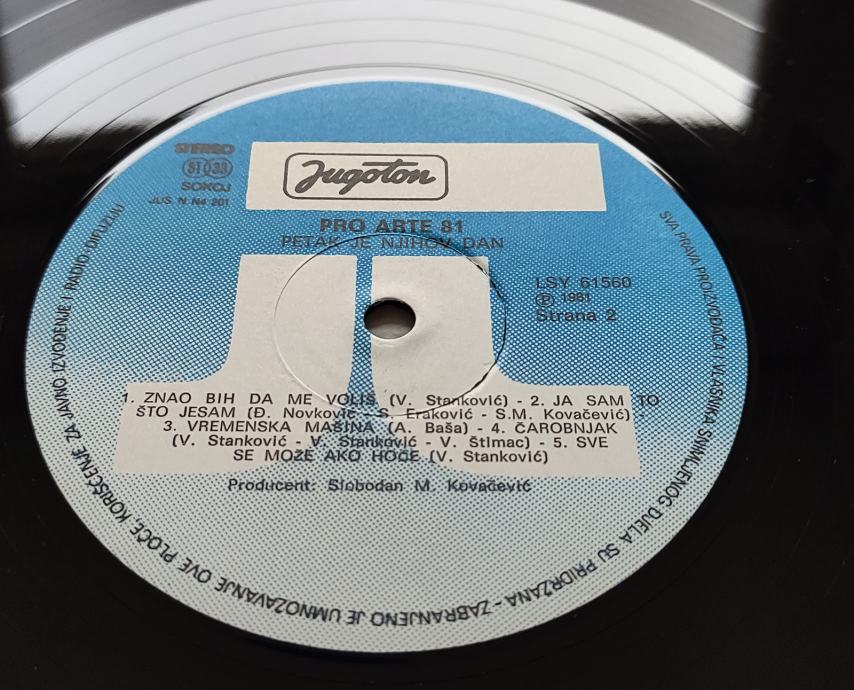 STEREO
ST033
SOKOJ
JUS. N. N4 201
Jugoton
PRO ARTE 81
PETAK JE NJIHOV DAN
LSY 61560
Ⓟ 1981
Strana 2
1. ZNAO BIH DA ME VOLIŠ (V. Stanković) - 2. JA SAM TO
ŠTO JESAM (Đ. Novković - S. Eraković - S.M. Kovačević)
3. VREMENSKA MAŠINA (A. Baša) - 4. ČAROBNJAK
(V. Stanković - V. Stanković - V. Štimac) - 5. SVE
SE MOŽE AKO HOĆE (V. Stanković)
Producent: Slobodan M. Kovačević
SVA PRAVA PROIZVOĐAČA I VLASNIKA SNIMLJENOG DJELA SU PRIDRŽANA - ZABRANJENO JE UMNOŽAVANJE OVE PLOČE, KORIŠĆENJE ZA JAVNO IZVOĐENJE I RADIO DIFUZIJU